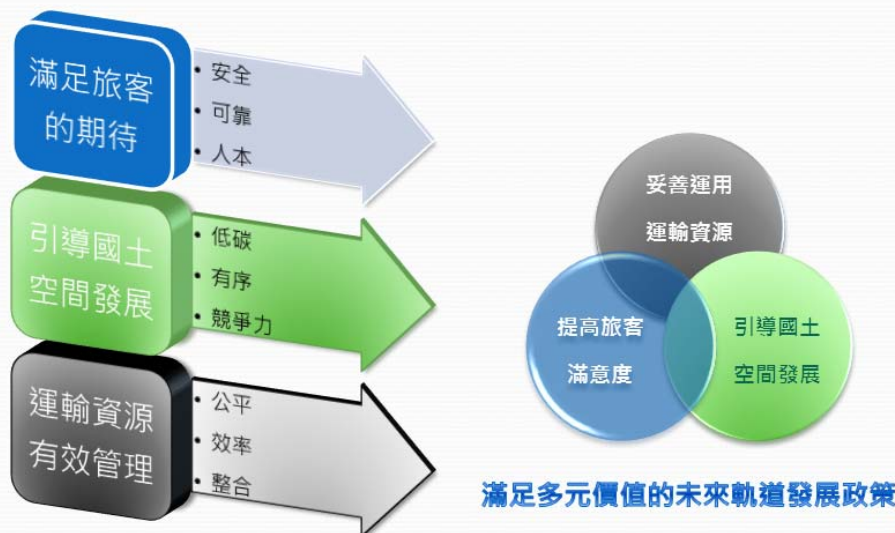 滿足旅客
的期待
• 安全
• 可靠
• 人本
引導國土
空間發展
• 低碳
• 有序
• 競爭力
運輸資源
有效管理
• 公平
• 效率
• 整合
妥善運用
運輸資源
提高旅客
滿意度
引導國土
空間發展
滿足多元價值的未來軌道發展政策